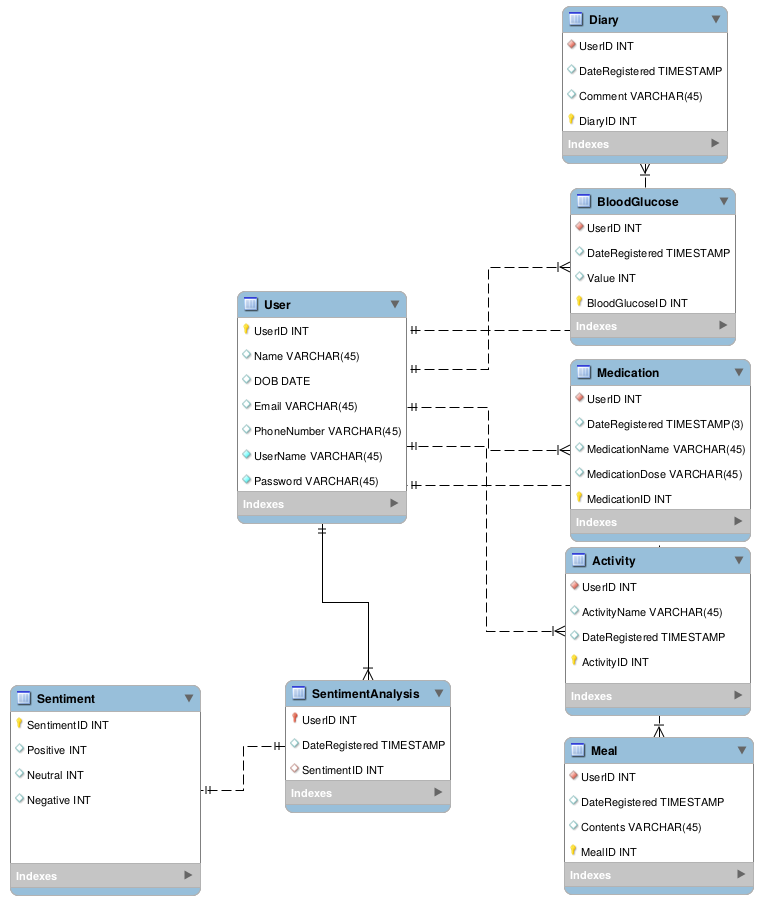 Diary
UserID INT
DateRegistered TIMESTAMP
Comment VARCHAR(45)
DiaryID INT
Indexes
BloodGlucose
UserID INT
DateRegistered TIMESTAMP
Value INT
BloodGlucoseID INT
Indexes
User
UserID INT
Name VARCHAR(45)
DOB DATE
Email VARCHAR(45)
PhoneNumber VARCHAR(45)
UserName VARCHAR(45)
Password VARCHAR(45)
Indexes
Medication
UserID INT
DateRegistered TIMESTAMP(3)
MedicationName VARCHAR(45)
MedicationDose VARCHAR(45)
MedicationID INT
Indexes
Activity
UserID INT
ActivityName VARCHAR(45)
DateRegistered TIMESTAMP
ActivityID INT
Indexes
Sentiment
SentimentID INT
Positive INT
Neutral INT
Negative INT
Indexes
SentimentAnalysis
UserID INT
DateRegistered TIMESTAMP
SentimentID INT
Indexes
Meal
UserID INT
DateRegistered TIMESTAMP
Contents VARCHAR(45)
MealID INT
Indexes